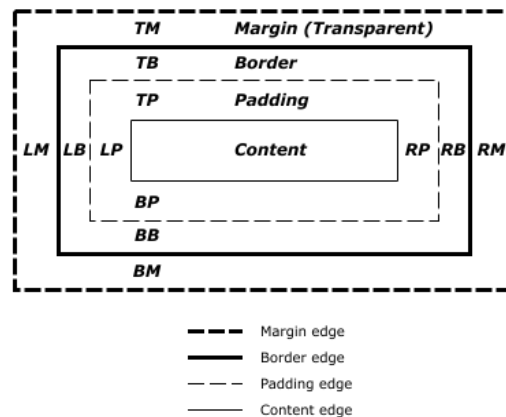 TM Margin (Transparent)
TB Border
TP Padding
LM LB LP Content RP RB RM
BP
BB
BM
Margin edge
Border edge
Padding edge
Content edge